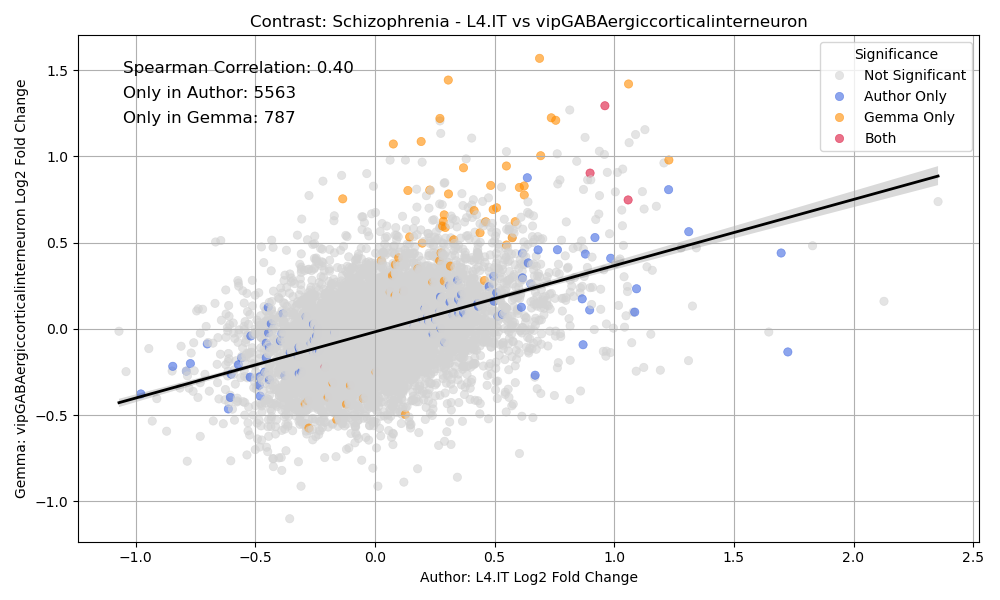 Contrast: Schizophrenia - L4.IT vs vipGABAergiccorticalinterneuron
Spearman Correlation: 0.40
Only in Author: 5563
Only in Gemma: 787
Significance
Not Significant
Author Only
Gemma Only
Both
Gemma: vipGABAergiccorticalinterneuron Log2 Fold Change
1.5
1.0
0.5
0.0
−0.5
−1.0
−1.0 −0.5 0.0 0.5 1.0 1.5 2.0 2.5
Author: L4.IT Log2 Fold Change